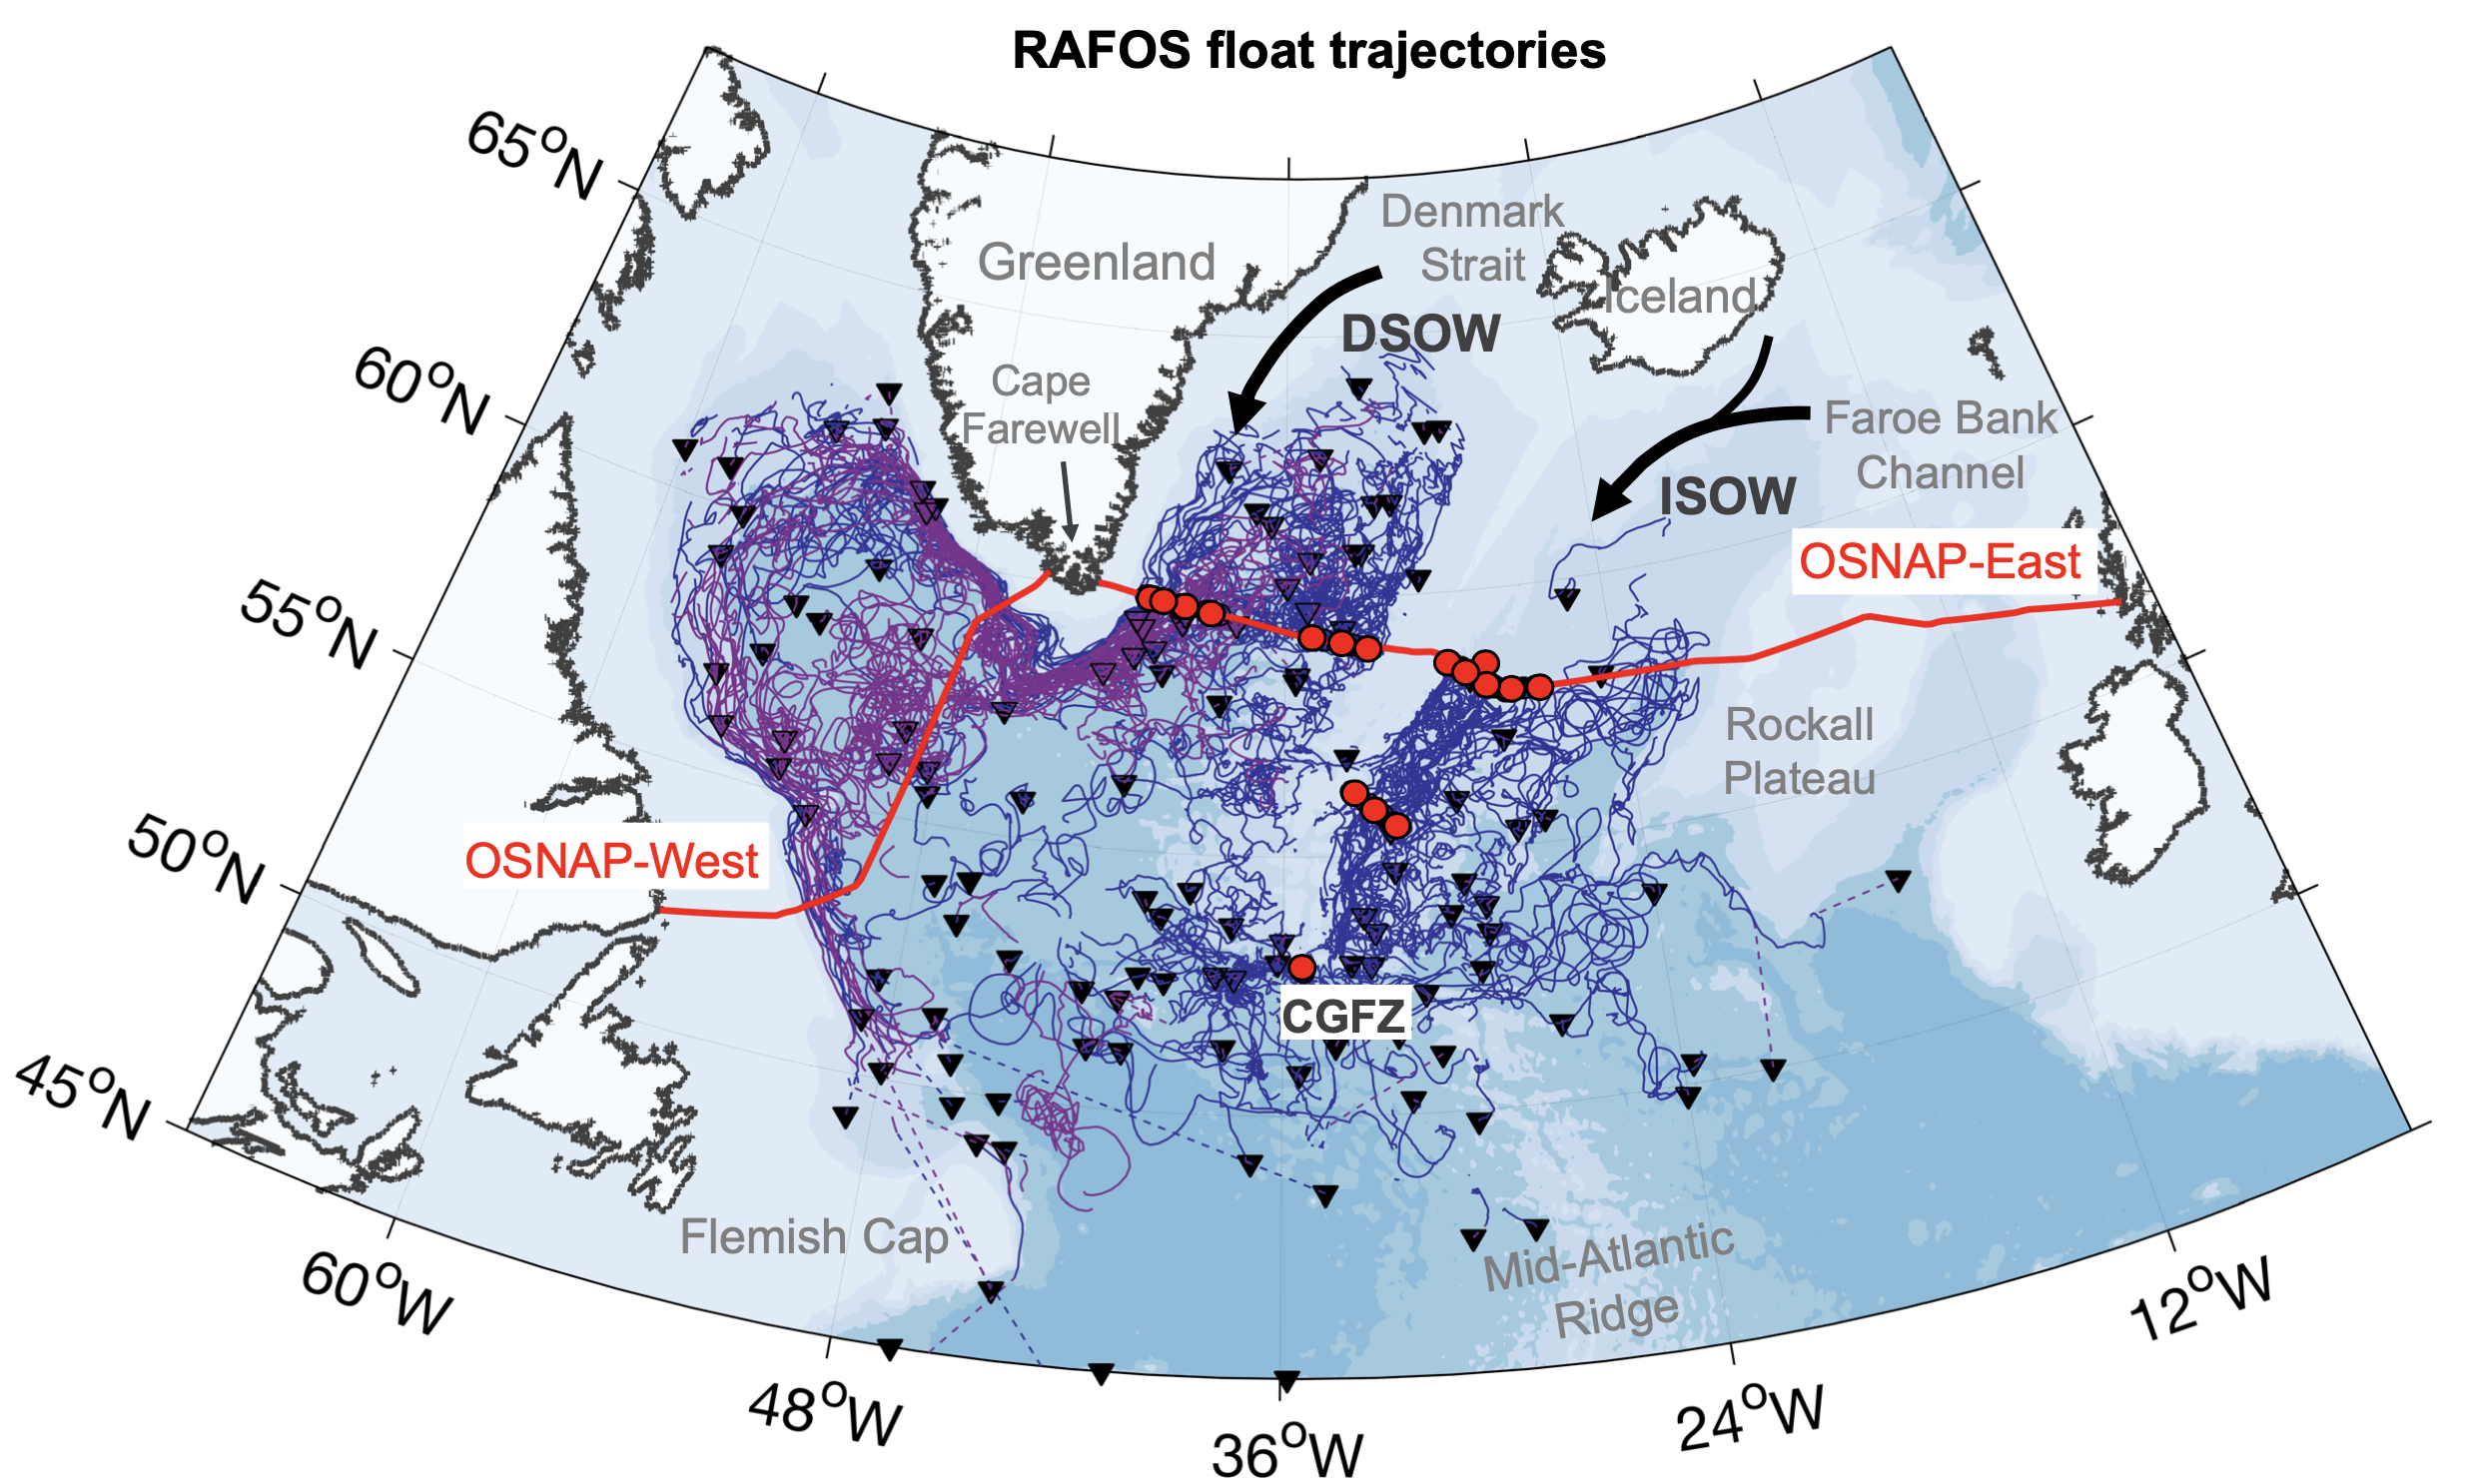 RAFOS float trajectories
65°N
60°N
55°N
50°N
45°N
Denmark
Strait
Greenland
Iceland
DSOW
Cape
Farewell
Faroe Bank
Channel
ISOW
OSNAP-East
Rockall
Plateau
OSNAP-West
CGFZ
Flemish Cap
Mid-Atlantic
Ridge
60°W
48°W
36°W
24°W
12°W